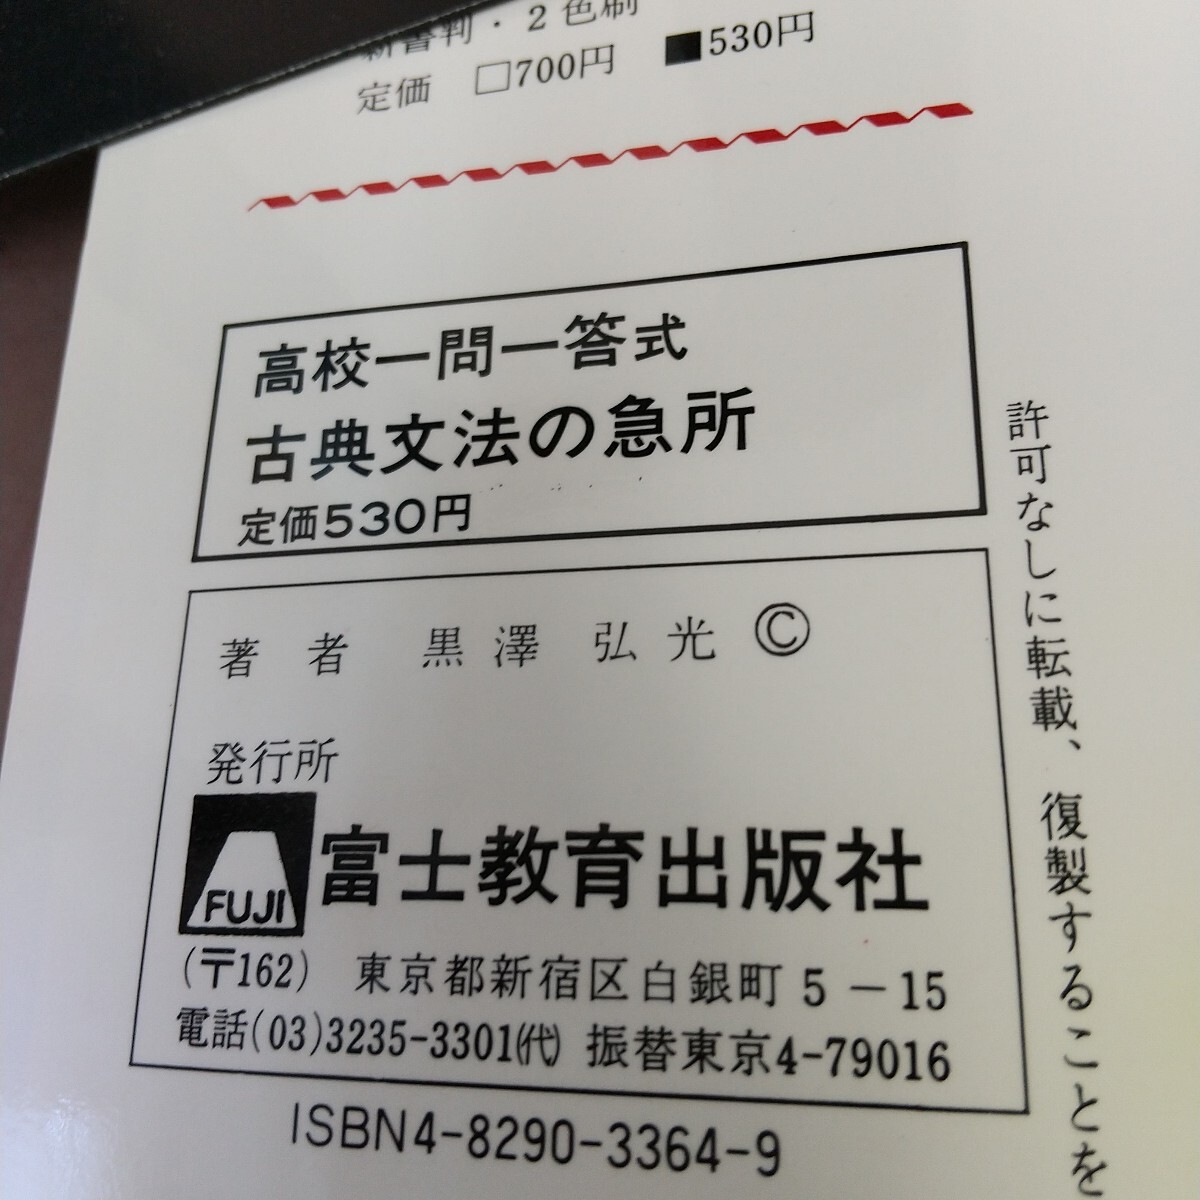 新書判・2色刷
定価 □700円 ■530円
高校一問一答式
古典文法の急所
定価530円
著者 黒澤 弘光 ©
発行所
FUJI
富士教育出版社
(〒162) 東京都新宿区白銀町5-15
電話(03)3235-3301(代) 振替東京4-79016
ISBN4-8290-3364-9
許可なしに転載、復製することを